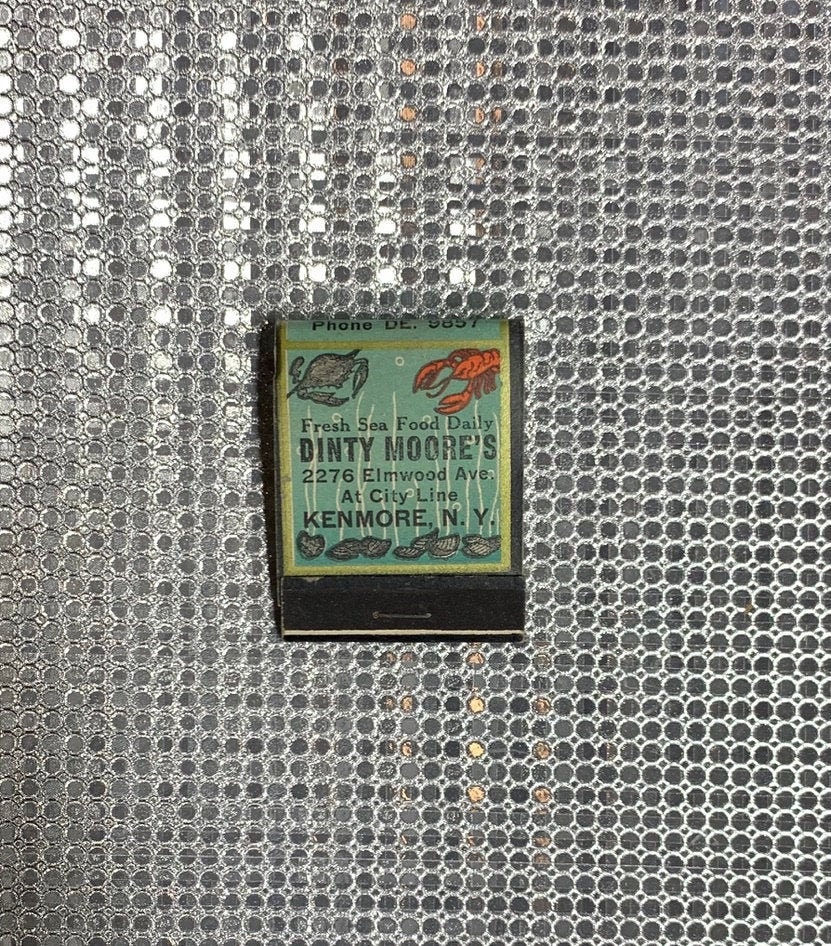 Phone DE. 9857
Fresh Sea Food Daily
DINTY MOORE'S
2276 Elmwood Ave.
At City Line
KENMORE, N. Y.